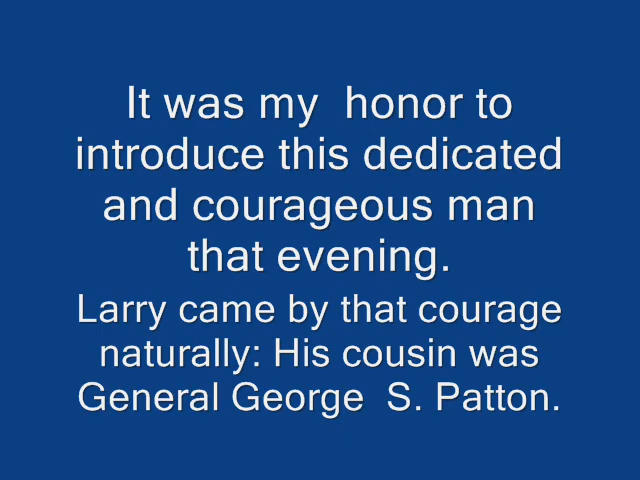 It was my  honor to
introduce this dedicated
and courageous man
that evening.
Larry came by that courage
naturally: His cousin was
General George  S. Patton.